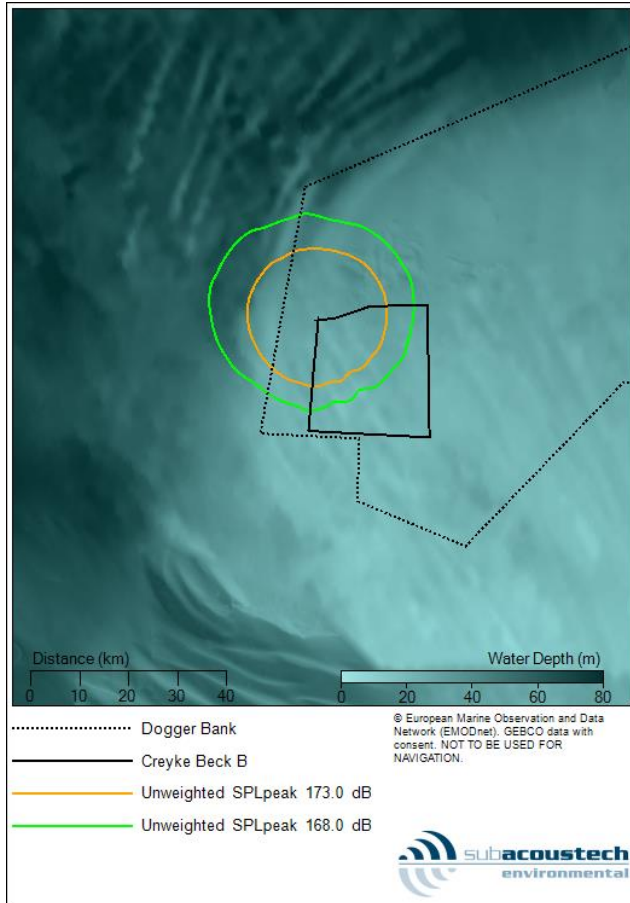 Distance (km)
0 10 20 30 40
Water Depth (m)
0 20 40 60 80
Dogger Bank
Creyke Beck B
Unweighted SPLpeak 173.0 dB
Unweighted SPLpeak 168.0 dB
© European Marine Observation and Data
Network (EMODnet). GEBCO data with
consent. NOT TO BE USED FOR
NAVIGATION.
subacoustech
environmental